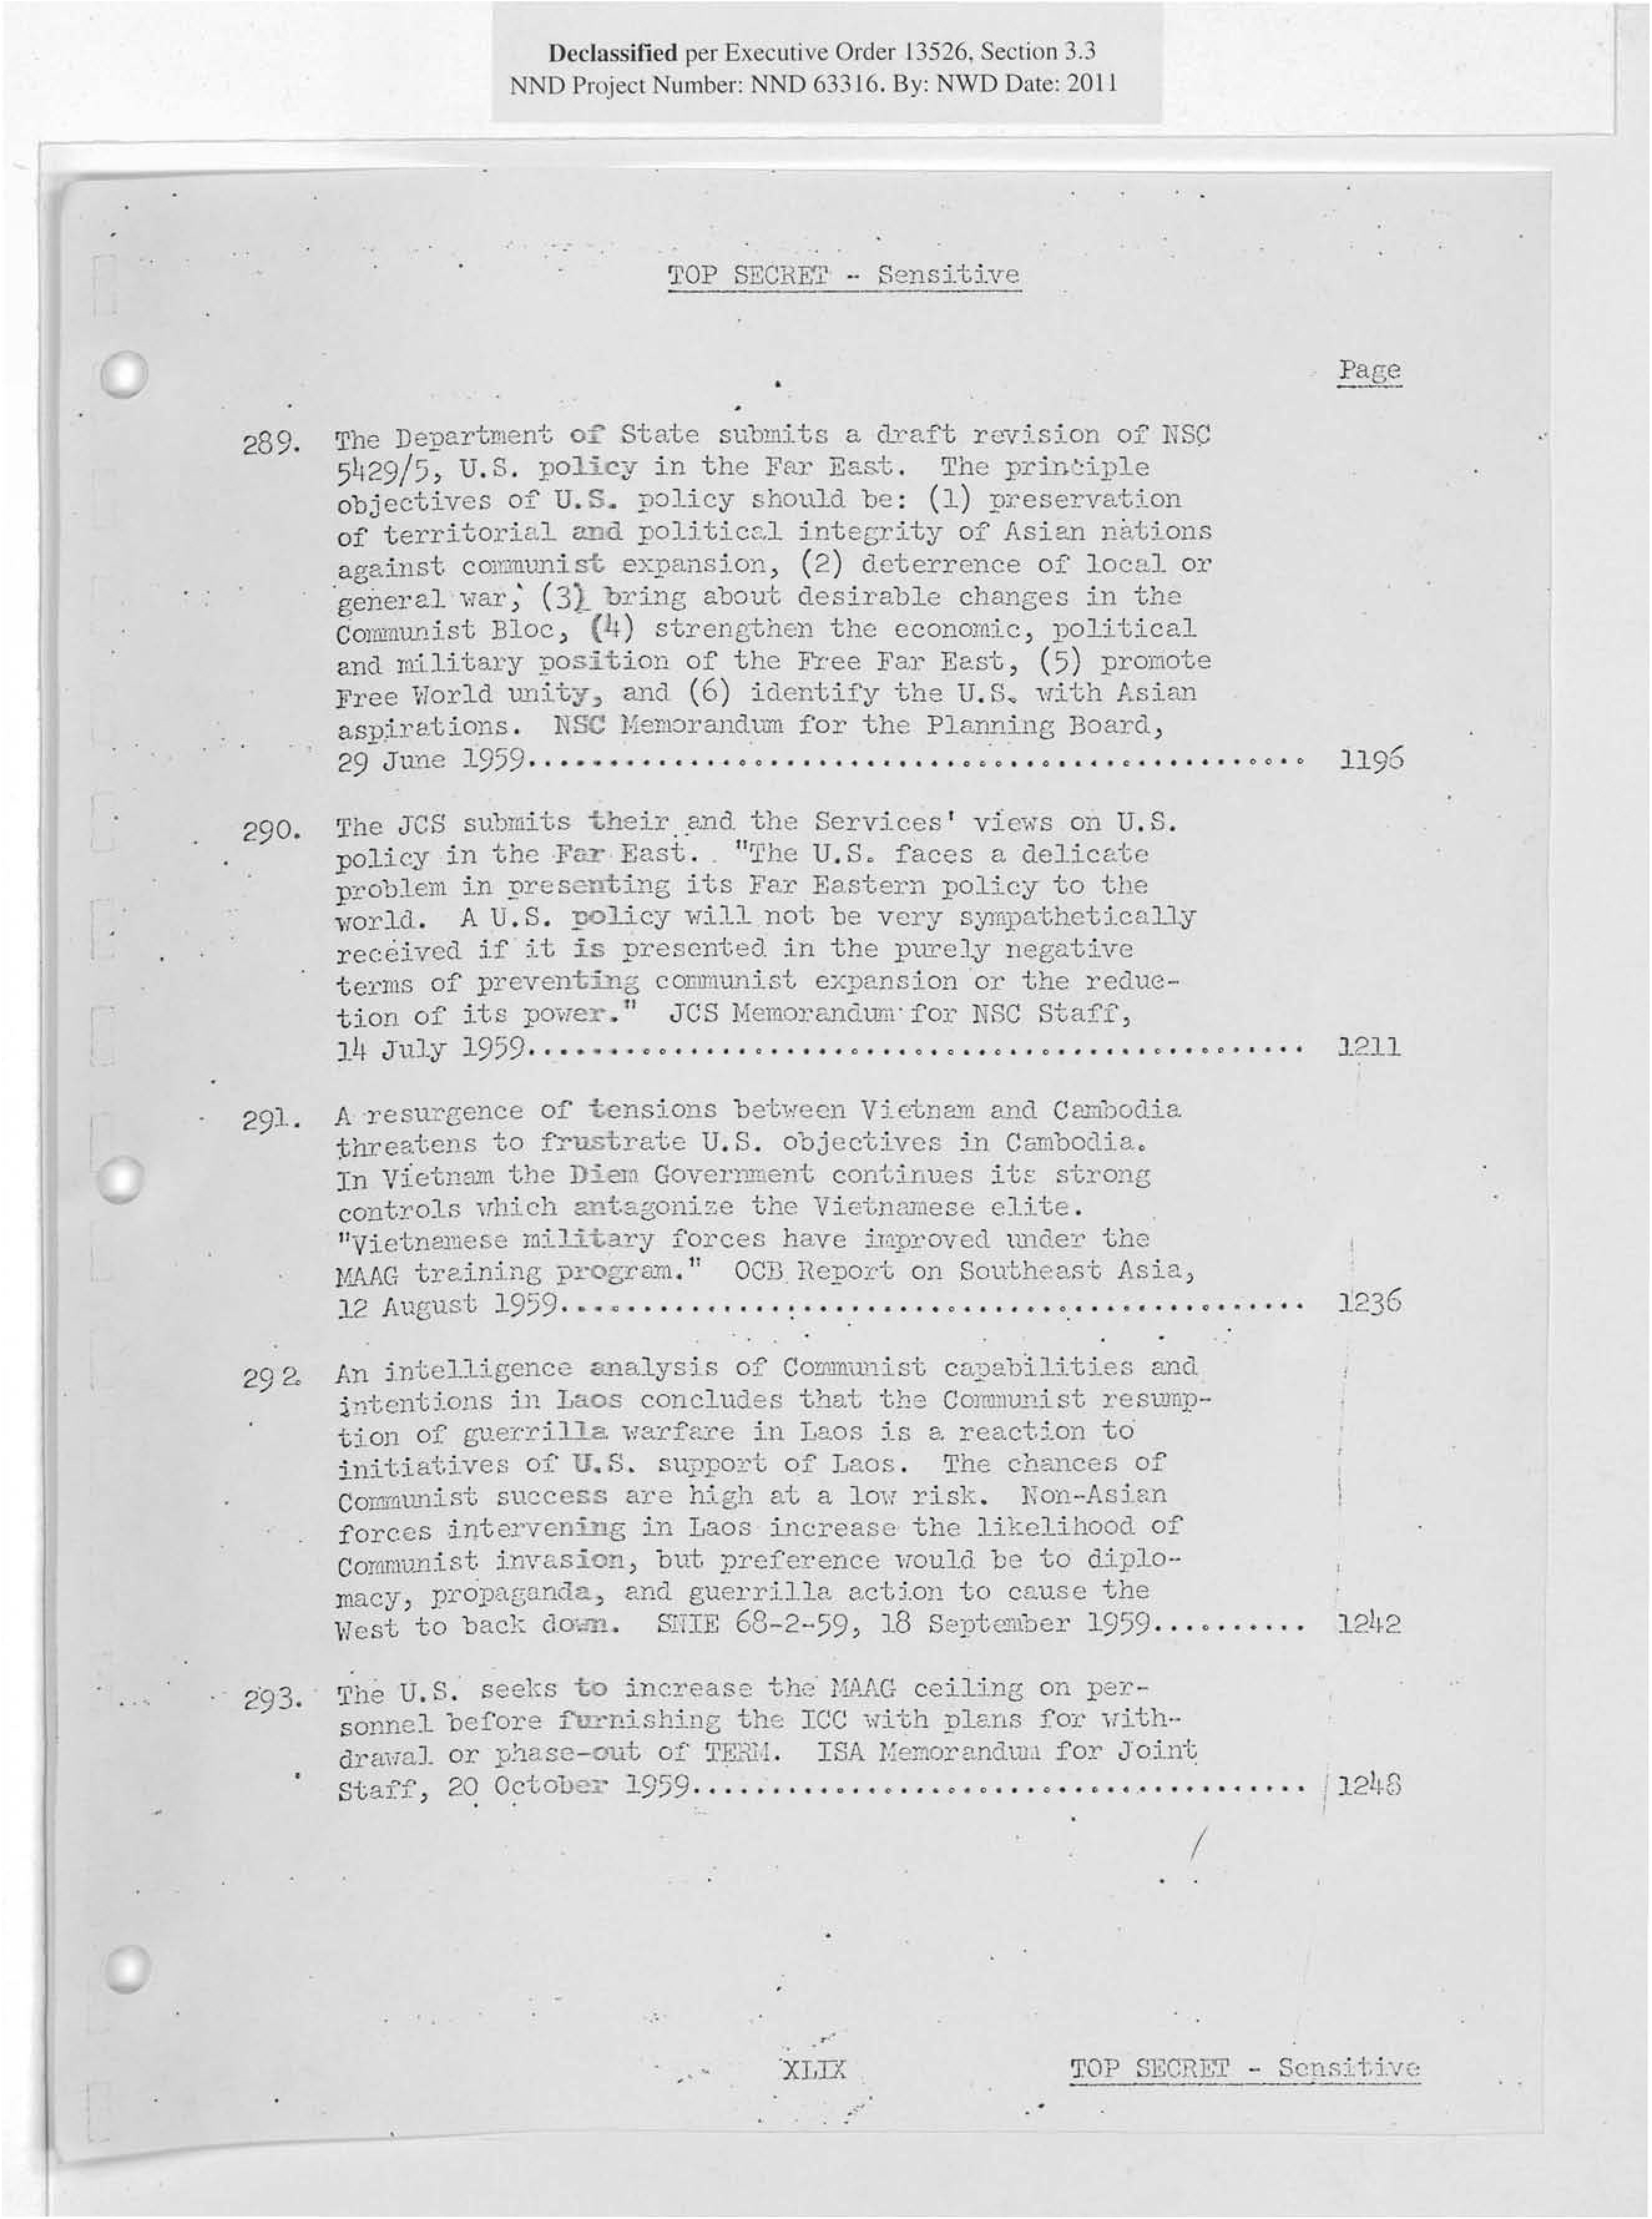 Declassified per Executive Order 13526, Section 3.3
NND Project Number: NND 63316. By: NWD Date: 2011
TOP SECRET - Sensitive
Page
289. The Department of State submits a draft revision of NSC
5429/5, U.S. policy in the Far East. The principle
objectives of U.S. policy should be: (1) preservation
of territorial and political integrity of Asian nations
against communist expansion, (2) deterrence of local or
general war, (3) bring about desirable changes in the
Communist Bloc, (4) strengthen the economic, political
and military position of the Free Far East, (5) promote
Free World unity, and (6) identify the U.S. with Asian
aspirations. NSC Memorandum for the Planning Board,
29 June 1959................................................. 1196
290. The JCS submits their and the Services' views on U.S.
policy in the Far East. "The U.S. faces a delicate
problem in presenting its Far Eastern policy to the
world. A U.S. policy will not be very sympathetically
received if it is presented in the purely negative
terms of preventing communist expansion or the reduc-
tion of its power." JCS Memorandum for NSC Staff,
14 July 1959................................................. 1211
291. A resurgence of tensions between Vietnam and Cambodia
threatens to frustrate U.S. objectives in Cambodia.
In Vietnam the Diem Government continues its strong
controls which antagonize the Vietnamese elite.
"Vietnamese military forces have improved under the
MAAG training program." OCB Report on Southeast Asia,
12 August 1959............................................... 1236
292. An intelligence analysis of Communist capabilities and
intentions in Laos concludes that the Communist resump-
tion of guerrilla warfare in Laos is a reaction to
initiatives of U.S. support of Laos. The chances of
Communist success are high at a low risk. Non-Asian
forces intervening in Laos increase the likelihood of
Communist invasion, but preference would be to diplo-
macy, propaganda, and guerrilla action to cause the
West to back down. SNIE 68-2-59, 18 September 1959.......... 1242
293. The U.S. seeks to increase the MAAG ceiling on per-
sonnel before furnishing the ICC with plans for with-
drawal or phase-out of TERM. ISA Memorandum for Joint
Staff, 20 October 1959....................................... 1248
XLIX
TOP SECRET - Sensitive